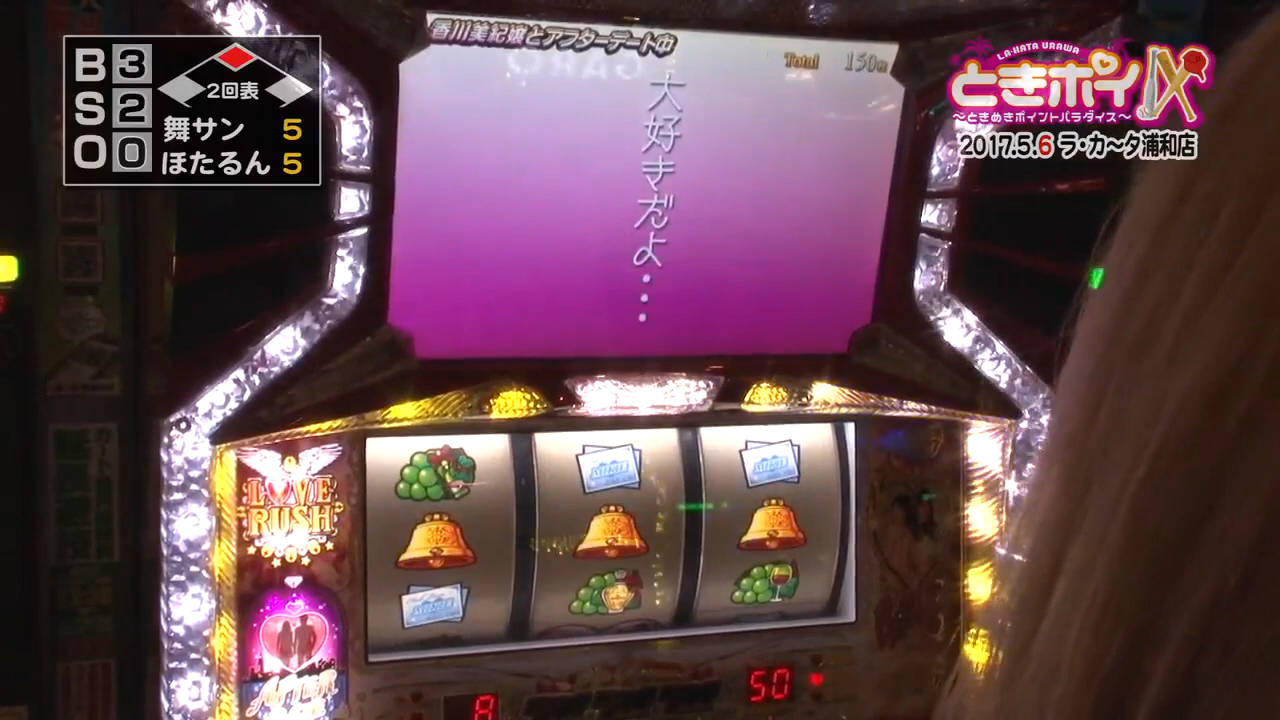 B 3
S 2
O 0
2回表
舞サン 5
ほたるん 5
香川美紀嬢とアフターデート中
Total 150
大好きだよ・・・
LA・KATA URAWA
ときポイ
〜ときめきポイントパラダイス〜
2017.5.6 ラ・カ〜タ浦和店
LOVE
RUSH
AFTER
8
50